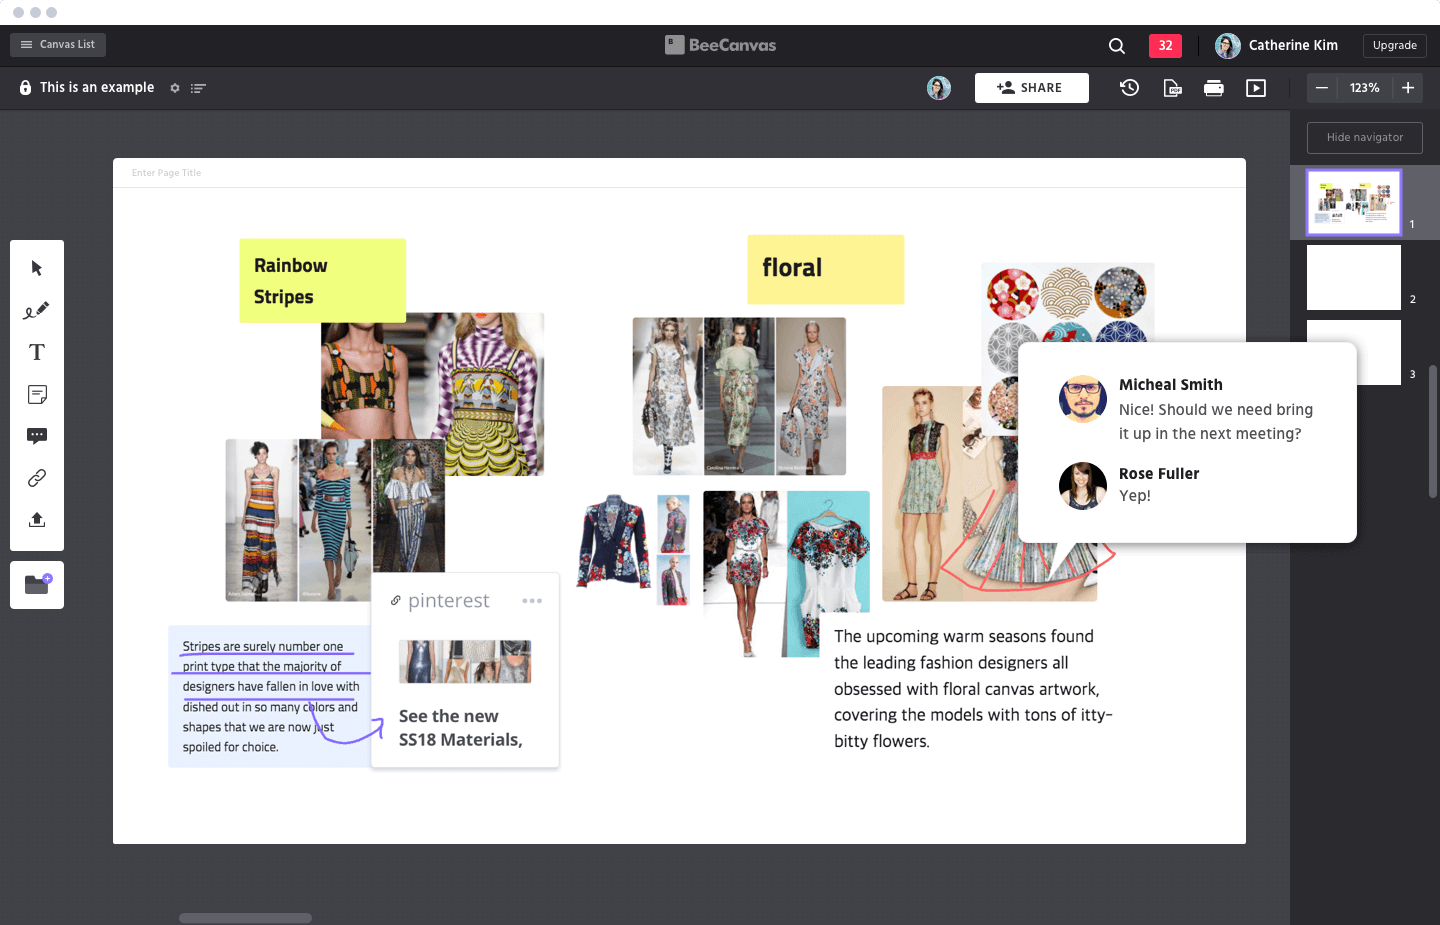 Canvas List
BeeCanvas
32
Catherine Kim
Upgrade
This is an example
SHARE
PDF
123%
Hide navigator
Enter Page Title
1
2
3
Rainbow
Stripes
floral
Carolina Herrera
Micheal Smith
Nice! Should we need bring
it up in the next meeting?
Rose Fuller
Yep!
pinterest
See the new
SS18 Materials,
Stripes are surely number one
print type that the majority of
designers have fallen in love with
dished out in so many colors and
shapes that we are now just
spoiled for choice.
The upcoming warm seasons found
the leading fashion designers all
obsessed with floral canvas artwork,
covering the models with tons of itty-
bitty flowers.